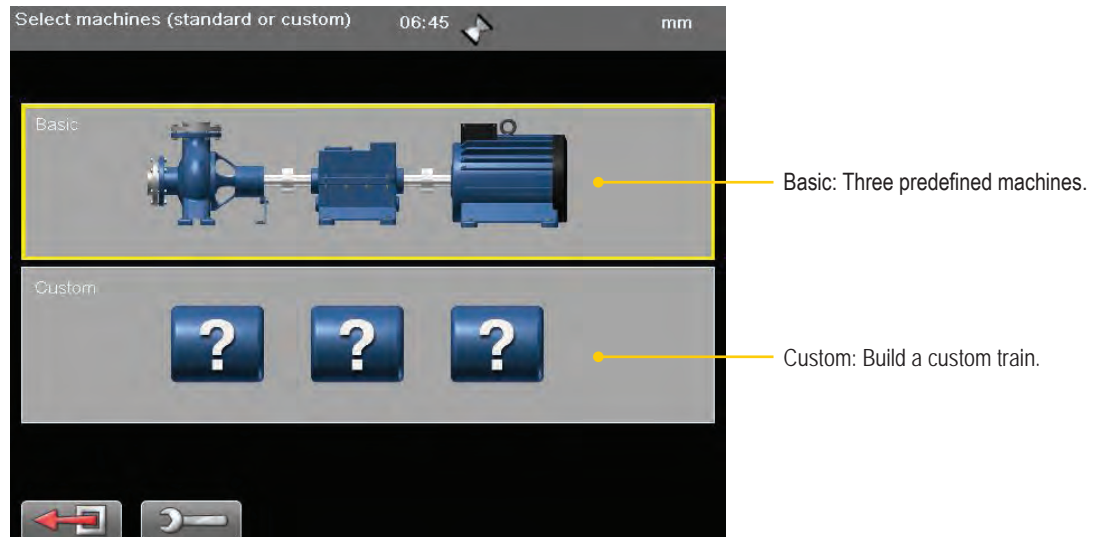 Select machines (standard or custom) 06:45 mm
Basic
Basic: Three predefined machines.
Custom
? ? ?
Custom: Build a custom train.